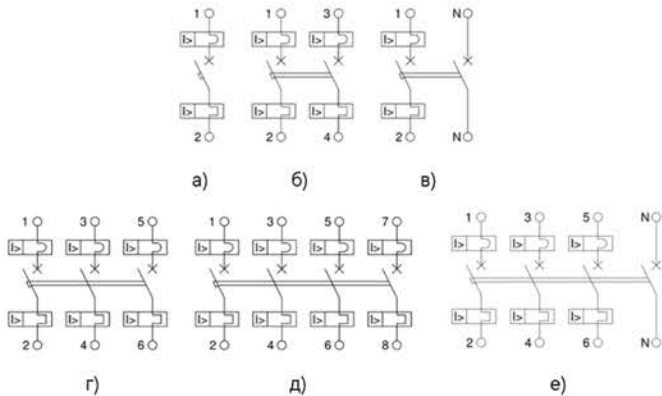 1 1 3 1 N
I> I> I> I>
I> I> I> I>
2 2 4 2 N
а) б) в)
1 3 5 1 3 5 7 1 3 5 N
I> I> I> I> I> I> I> I> I> I>
I> I> I> I> I> I> I> I> I> I>
2 4 6 2 4 6 8 2 4 6 N
г) д) е)